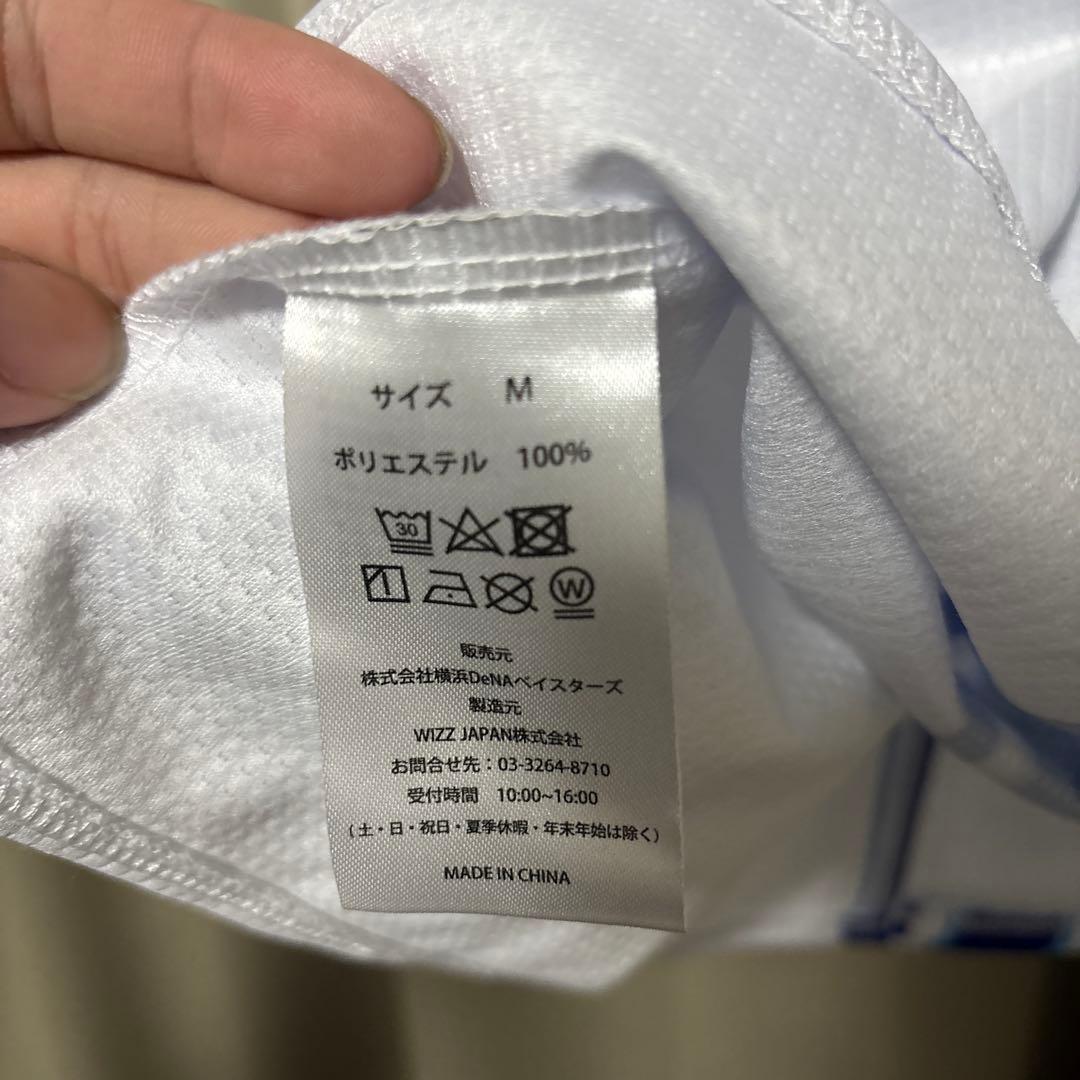 サイズ M
ポリエステル 100%
30
W
販売元
株式会社横浜DeNAベイスターズ
製造元
WIZZ JAPAN株式会社
お問合せ先：03-3264-8710
受付時間 10:00~16:00
（土・日・祝日・夏季休暇・年末年始は除く）
MADE IN CHINA